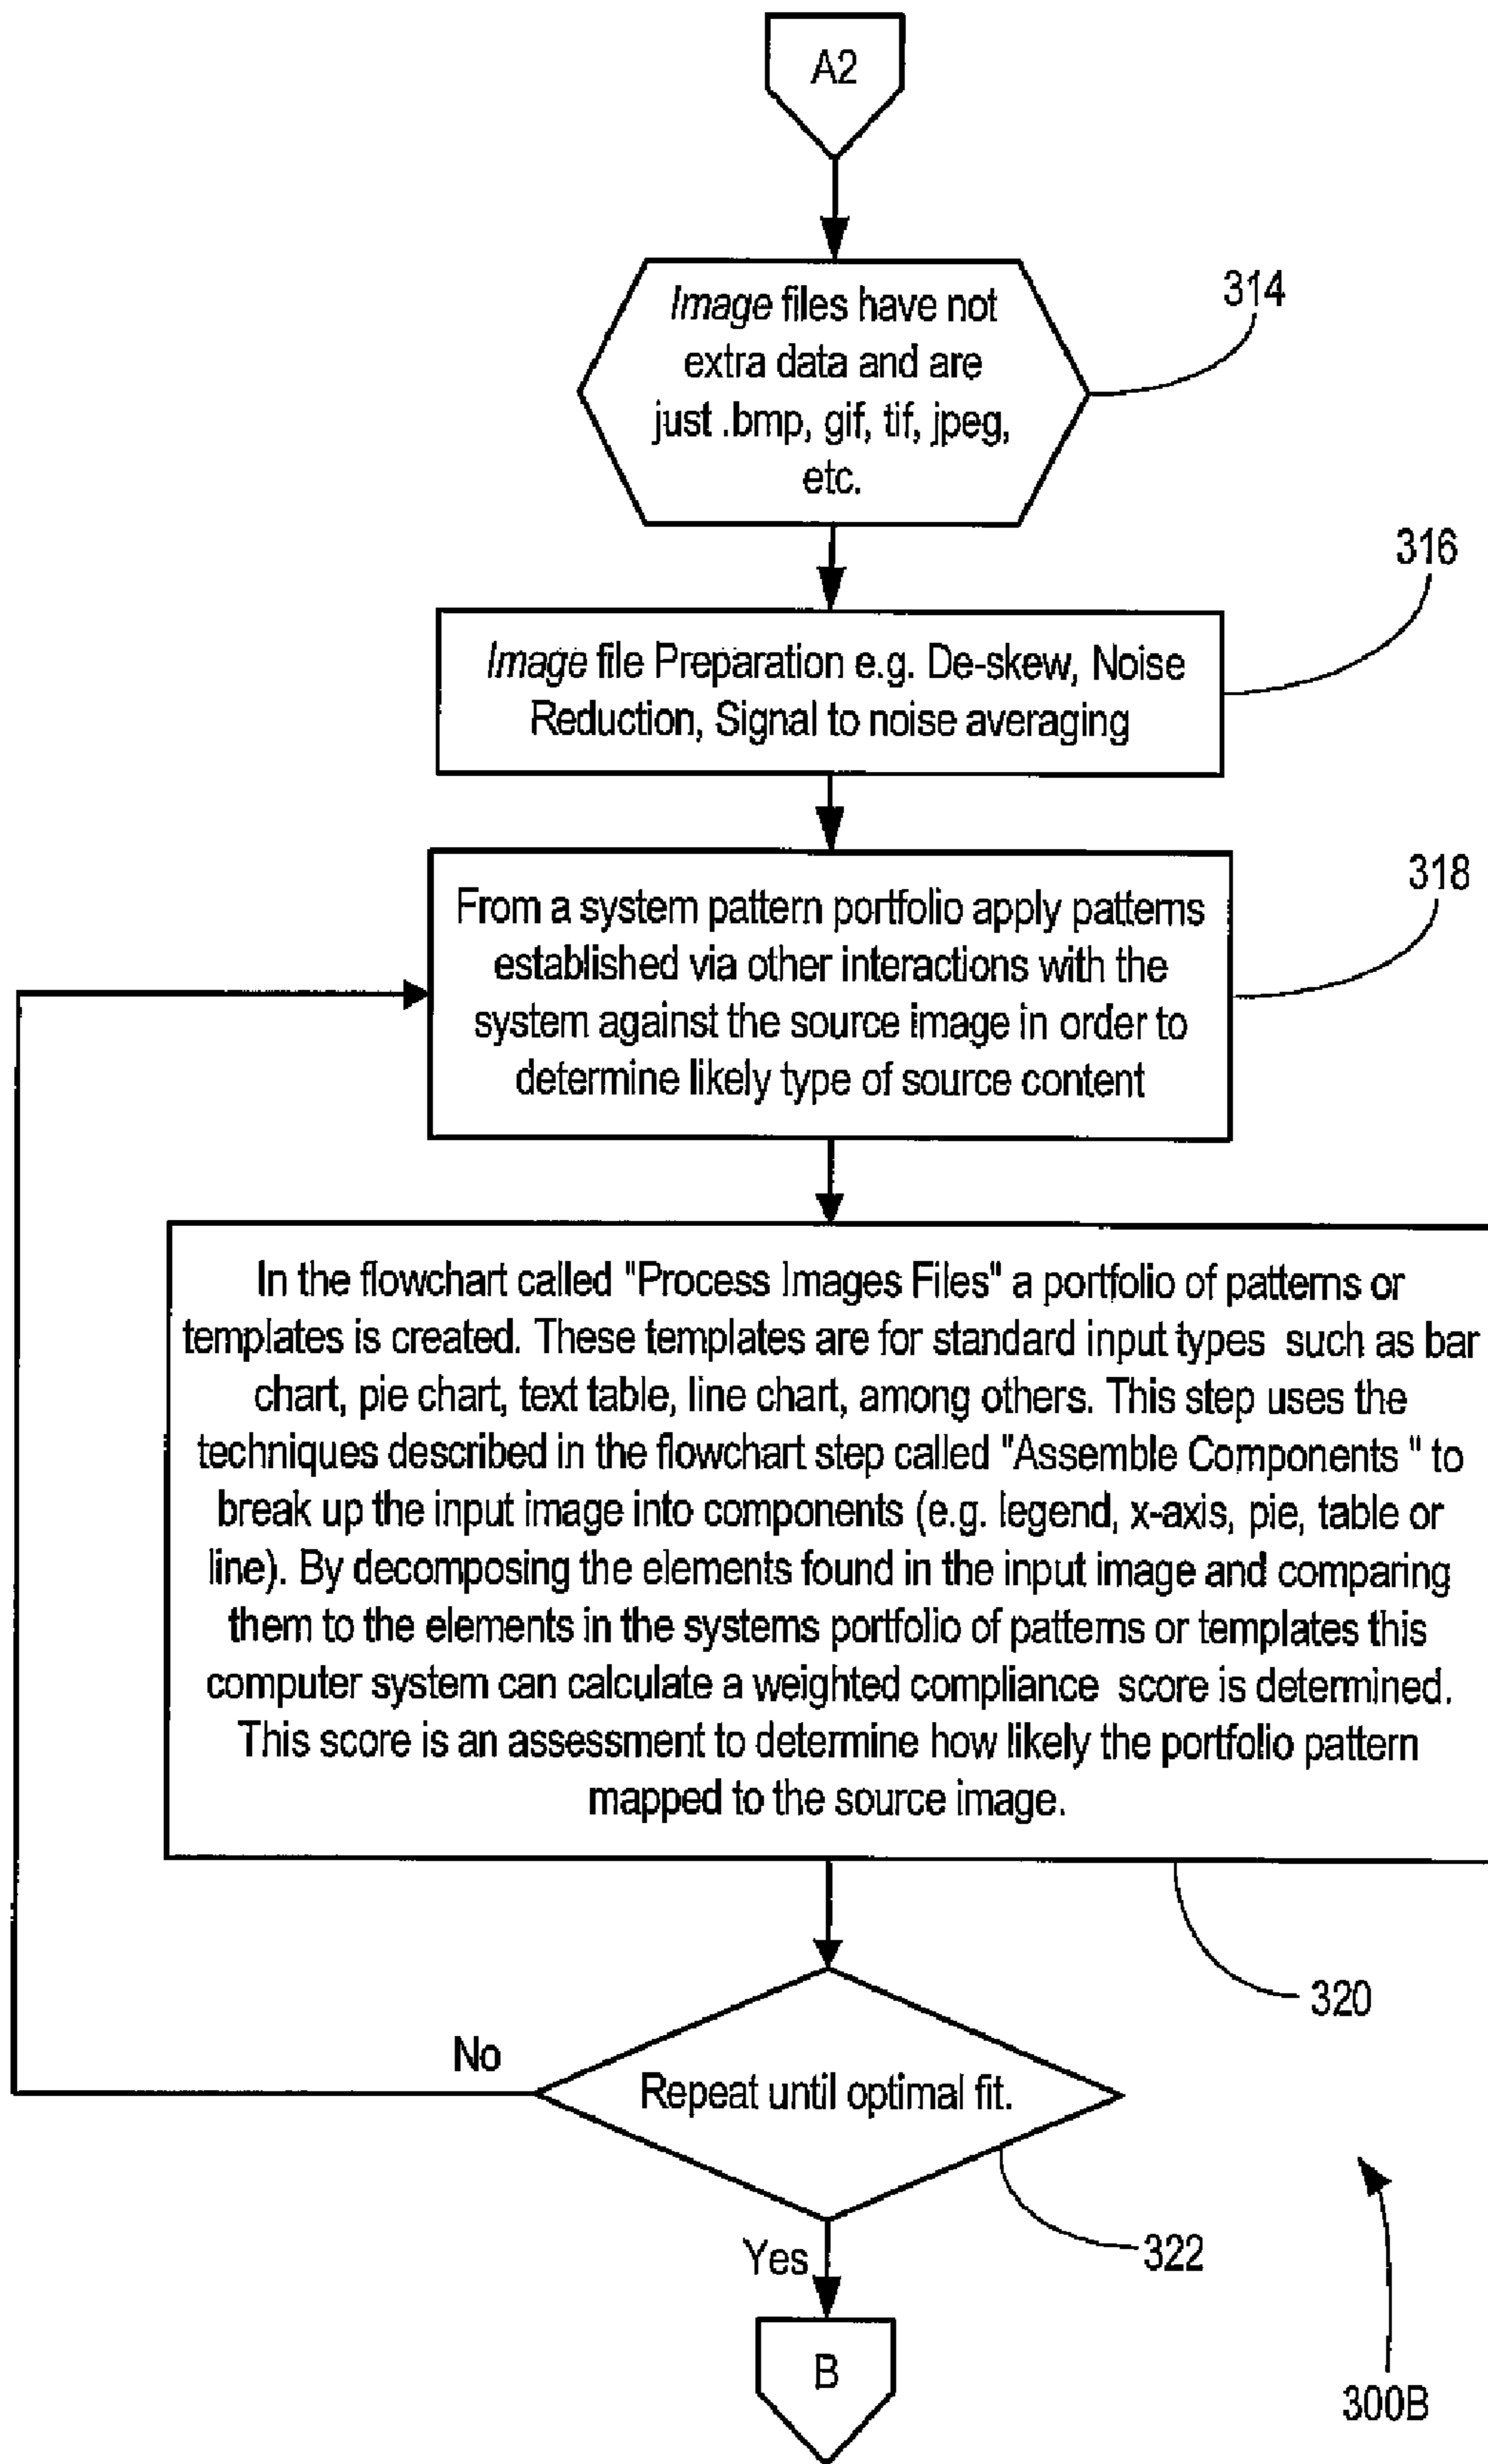 A2
Image files have not
extra data and are
just .bmp, gif, tif, jpeg,
etc.
314
Image file Preparation e.g. De-skew, Noise
Reduction, Signal to noise averaging
316
From a system pattern portfolio apply patterns
established via other interactions with the
system against the source image in order to
determine likely type of source content
318
In the flowchart called "Process Images Files" a portfolio of patterns or
templates is created. These templates are for standard input types such as bar
chart, pie chart, text table, line chart, among others. This step uses the
techniques described in the flowchart step called "Assemble Components " to
break up the input image into components (e.g. legend, x-axis, pie, table or
line). By decomposing the elements found in the input image and comparing
them to the elements in the systems portfolio of patterns or templates this
computer system can calculate a weighted compliance score is determined.
This score is an assessment to determine how likely the portfolio pattern
mapped to the source image.
320
No
Repeat until optimal fit.
322
Yes
B
300B